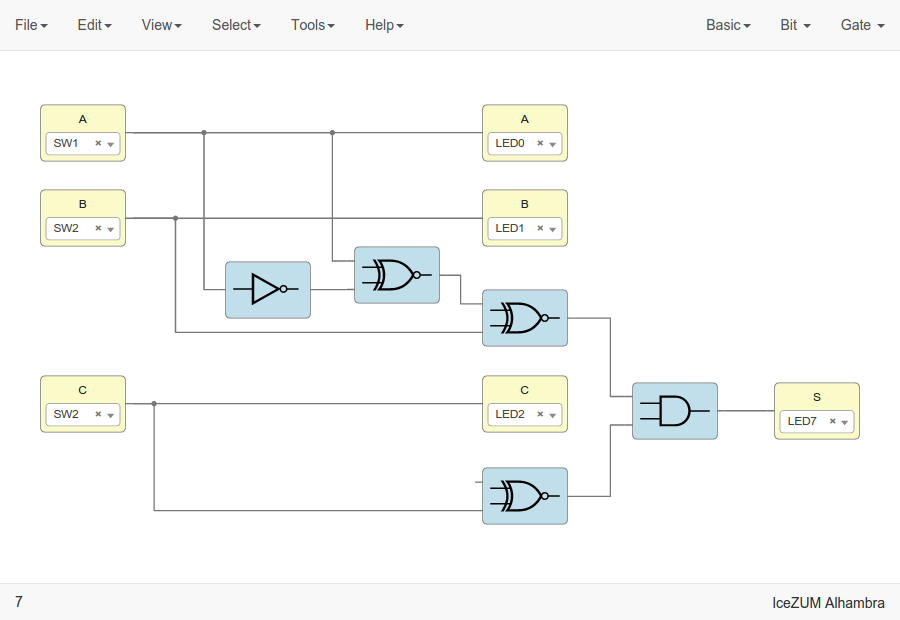 File Edit View Select Tools Help Basic Bit Gate
A
SW1
A
LED0
B
SW2
B
LED1
C
SW2
C
LED2
S
LED7
7
IceZUM Alhambra